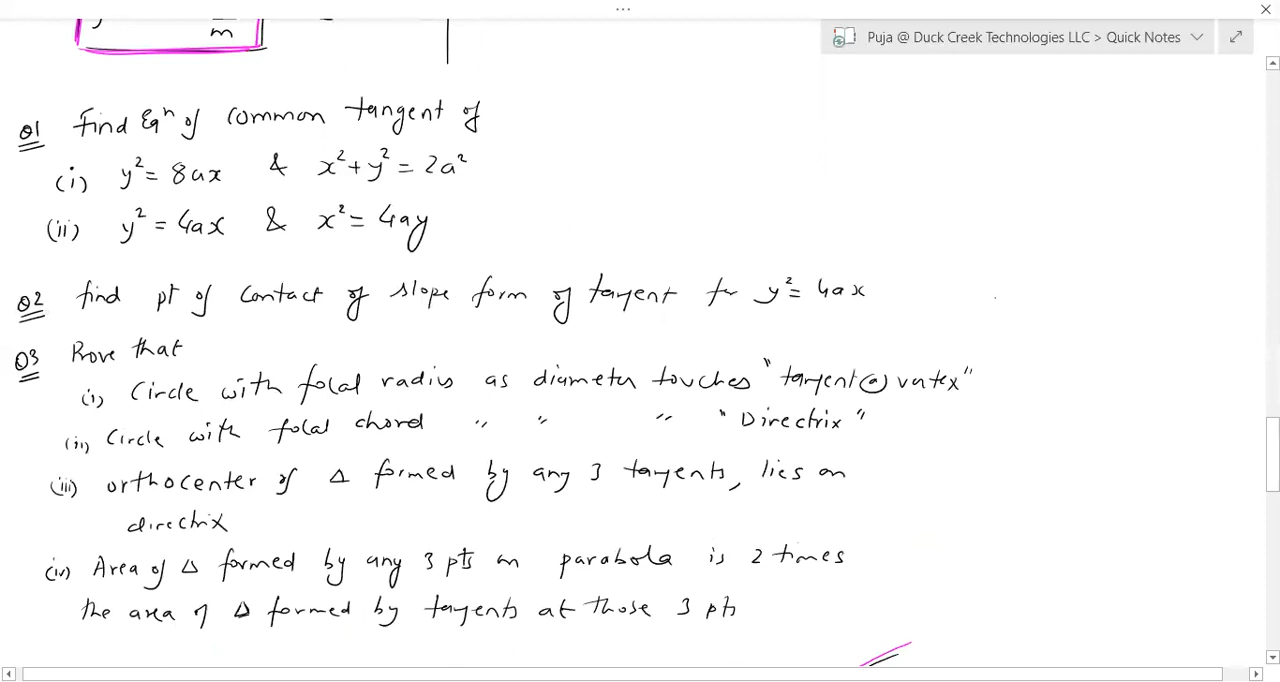 m
Puja @ Duck Creek Technologies LLC > Quick Notes
Q1 Find Eqⁿ of common tangent of
(i) y² = 8ax & x² + y² = 2a²
(ii) y² = 4ax & x² = 4ay
Q2 find pt of contact of slope form of tangent for y² = 4ax
Q3 Prove that
(i) Circle with focal radius as diameter touches "tangent @ vertex"
(ii) Circle with focal chord " " " "Directrix"
(iii) orthocenter of Δ formed by any 3 tangents, lies on
directrix
(iv) Area of Δ formed by any 3 pts on parabola is 2 times
the area of Δ formed by tangents at those 3 pts